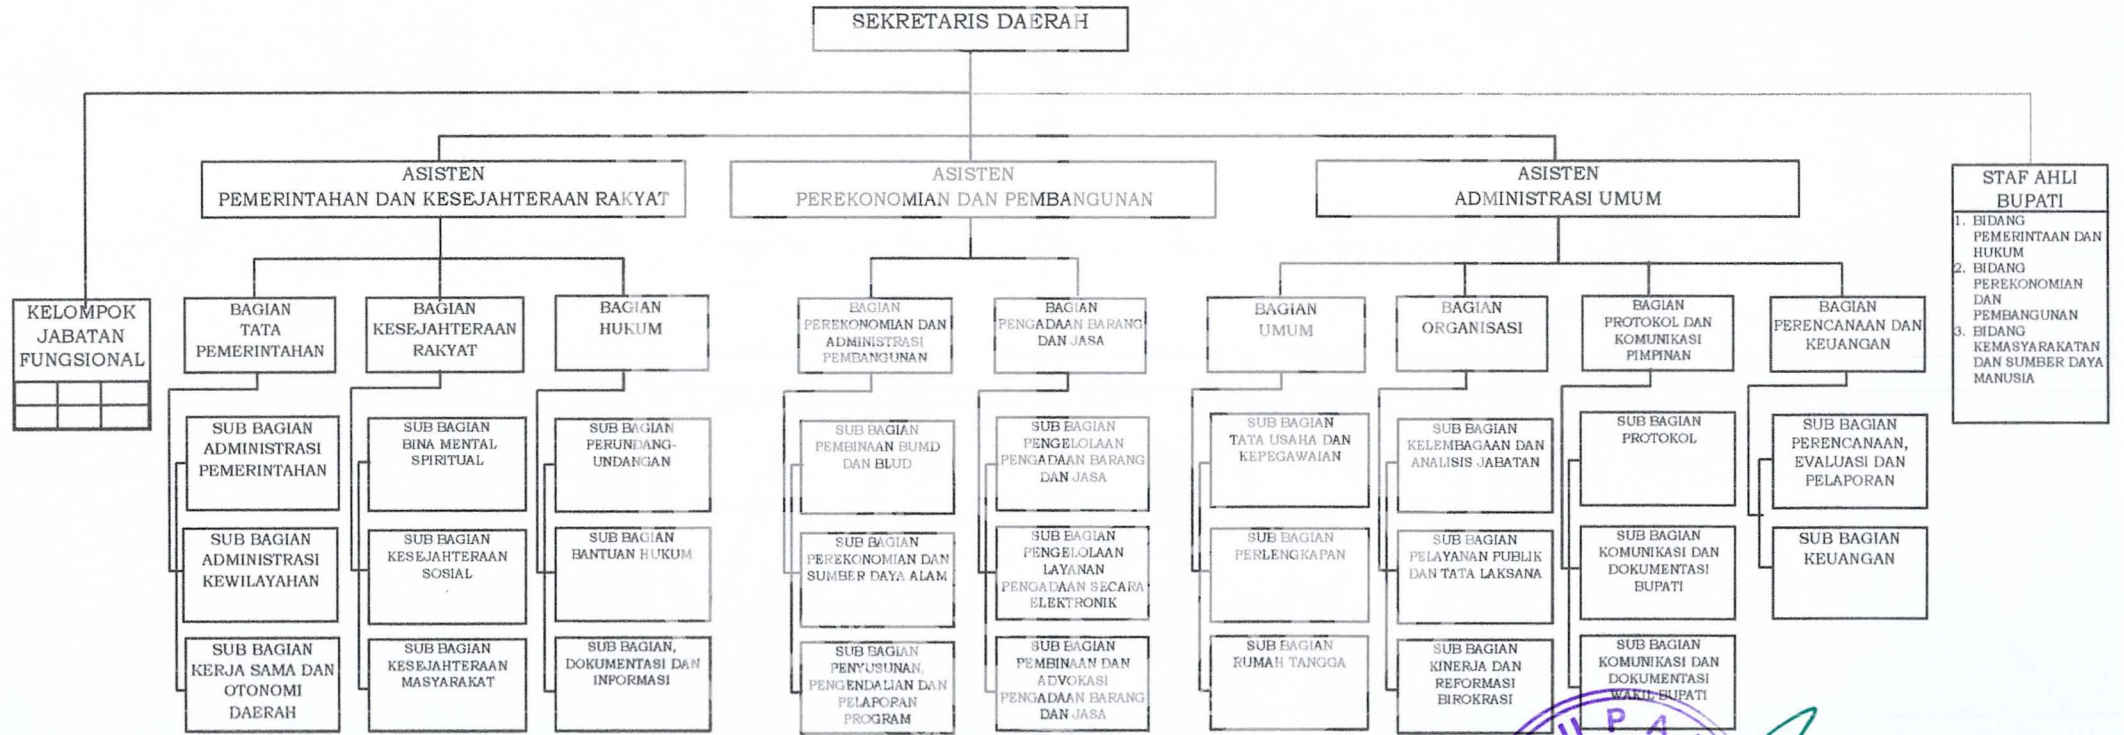 SEKRETARIS DAERAH
ASISTEN
PEMERINTAHAN DAN KESEJAHTERAAN RAKYAT
ASISTEN
PEREKONOMIAN DAN PEMBANGUNAN
ASISTEN
ADMINISTRASI UMUM
STAF AHLI
BUPATI
1. BIDANG
PEMERINTAAN DAN
HUKUM
2. BIDANG
PEREKONOMIAN
DAN
PEMBANGUNAN
3. BIDANG
KEMASYARAKATAN
DAN SUMBER DAYA
MANUSIA
KELOMPOK
JABATAN
FUNGSIONAL
BAGIAN
TATA
PEMERINTAHAN
BAGIAN
KESEJAHTERAAN
RAKYAT
BAGIAN
HUKUM
BAGIAN
PEREKONOMIAN DAN
ADMINISTRASI
PEMBANGUNAN
BAGIAN
PENGADAAN BARANG
DAN JASA
BAGIAN
UMUM
BAGIAN
ORGANISASI
BAGIAN
PROTOKOL DAN
KOMUNIKASI
PIMPINAN
BAGIAN
PERENCANAAN DAN
KEUANGAN
SUB BAGIAN
ADMINISTRASI
PEMERINTAHAN
SUB BAGIAN
BINA MENTAL
SPIRITUAL
SUB BAGIAN
PERUNDANG-
UNDANGAN
SUB BAGIAN
PEMBINAAN BUMD
DAN BLUD
SUB BAGIAN
PENGELOLAAN
PENGADAAN BARANG
DAN JASA
SUB BAGIAN
TATA USAHA DAN
KEPEGAWAIAN
SUB BAGIAN
KELEMBAGAAN DAN
ANALISIS JABATAN
SUB BAGIAN
PROTOKOL
SUB BAGIAN
PERENCANAAN,
EVALUASI DAN
PELAPORAN
SUB BAGIAN
ADMINISTRASI
KEWILAYAHAN
SUB BAGIAN
KESEJAHTERAAN
SOSIAL
SUB BAGIAN
BANTUAN HUKUM
SUB BAGIAN
PEREKONOMIAN DAN
SUMBER DAYA ALAM
SUB BAGIAN
PENGELOLAAN
LAYANAN
PENGADAAN SECARA
ELEKTRONIK
SUB BAGIAN
PERLENGKAPAN
SUB BAGIAN
PELAYANAN PUBLIK
DAN TATA LAKSANA
SUB BAGIAN
KOMUNIKASI DAN
DOKUMENTASI
BUPATI
SUB BAGIAN
KEUANGAN
SUB BAGIAN
KERJA SAMA DAN
OTONOMI
DAERAH
SUB BAGIAN
KESEJAHTERAAN
MASYARAKAT
SUB BAGIAN,
DOKUMENTASI DAN
INFORMASI
SUB BAGIAN
PENYUSUNAN,
PENGENDALIAN DAN
PELAPORAN
PROGRAM
SUB BAGIAN
PEMBINAAN DAN
ADVOKASI
PENGADAAN BARANG
DAN JASA
SUB BAGIAN
RUMAH TANGGA
SUB BAGIAN
KINERJA DAN
REFORMASI
BIROKRASI
SUB BAGIAN
KOMUNIKASI DAN
DOKUMENTASI
WAKIL BUPATI